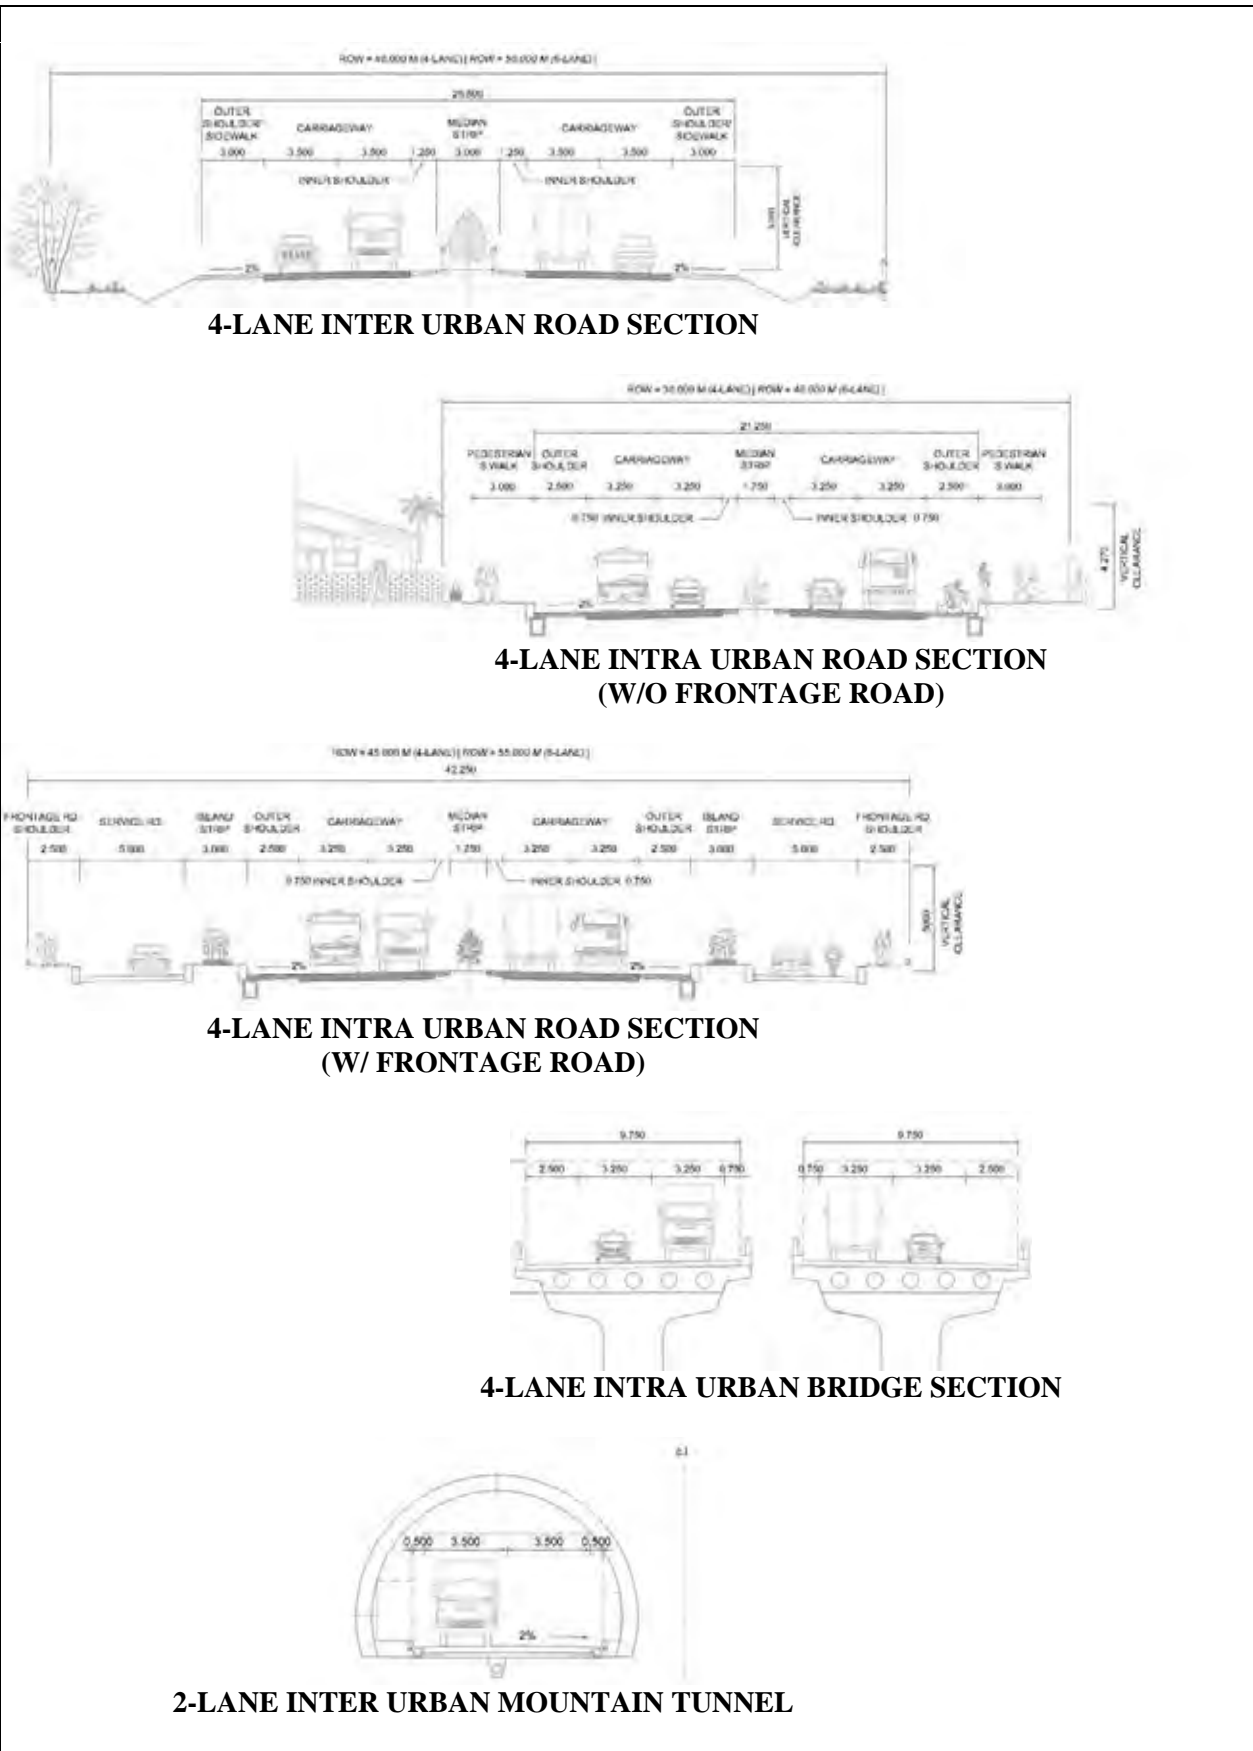 ROW = 40.000 M (4-LANE) | ROW = 50.000 M (6-LANE) |
OUTER SHOULDER/ SIDEWALK CARRIAGEWAY MEDIAN STRIP CARRIAGEWAY OUTER SHOULDER/ SIDEWALK
3.000 3.500 3.500 1.250 3.000 1.250 3.500 3.500 3.000
INNER SHOULDER INNER SHOULDER
VERTICAL CLEARANCE
2% 2%
4-LANE INTER URBAN ROAD SECTION
ROW = 30.000 M (4-LANE) | ROW = 40.000 M (6-LANE) |
21.250
PEDESTRIAN S.WALK OUTER SHOULDER CARRIAGEWAY MEDIAN STRIP CARRIAGEWAY OUTER SHOULDER PEDESTRIAN S.WALK
3.000 2.500 3.250 3.250 1.750 3.250 3.250 2.500 3.000
0.750 INNER SHOULDER INNER SHOULDER 0.750
4.270 VERTICAL CLEARANCE
2%
4-LANE INTRA URBAN ROAD SECTION
(W/O FRONTAGE ROAD)
ROW = 45.000 M (4-LANE) | ROW = 55.000 M (6-LANE) |
42.250
FRONTAGE RD. SHOULDER SERVICE RD. ISLAND STRIP OUTER SHOULDER CARRIAGEWAY MEDIAN STRIP CARRIAGEWAY OUTER SHOULDER ISLAND STRIP SERVICE RD. FRONTAGE RD. SHOULDER
2.500 5.000 3.000 2.500 3.250 3.250 1.250 3.250 3.250 2.500 3.000 5.000 2.500
0.750 INNER SHOULDER INNER SHOULDER 0.750
VERTICAL CLEARANCE
2% 2%
4-LANE INTRA URBAN ROAD SECTION
(W/ FRONTAGE ROAD)
9.750 9.750
2.500 3.250 3.250 0.750 0.750 3.250 3.250 2.500
4-LANE INTRA URBAN BRIDGE SECTION
0.500 3.500 3.500 0.500
2%
2-LANE INTER URBAN MOUNTAIN TUNNEL